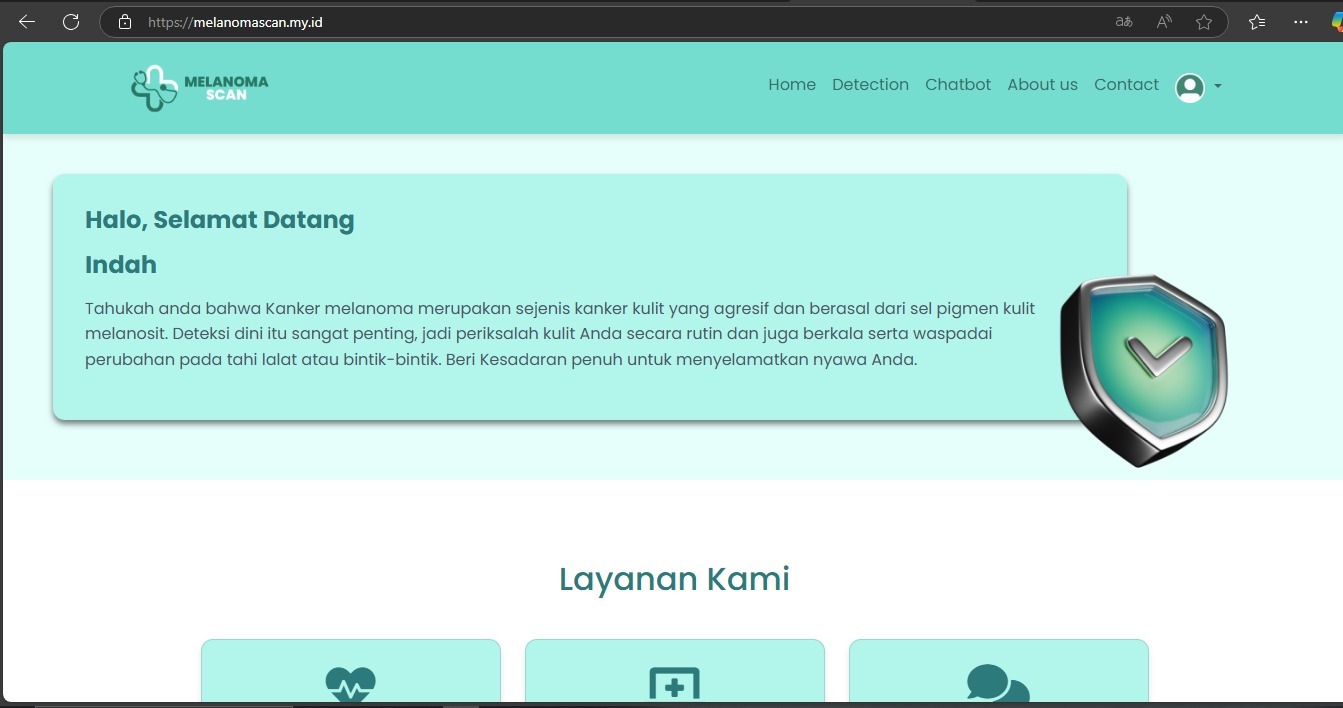 https://melanomascan.my.id
aあ
A
MELANOMA
SCAN
Home Detection Chatbot About us Contact
Halo, Selamat Datang
Indah
Tahukah anda bahwa Kanker melanoma merupakan sejenis kanker kulit yang agresif dan berasal dari sel pigmen kulit
melanosit. Deteksi dini itu sangat penting, jadi periksalah kulit Anda secara rutin dan juga berkala serta waspadai
perubahan pada tahi lalat atau bintik-bintik. Beri Kesadaran penuh untuk menyelamatkan nyawa Anda.
Layanan Kami